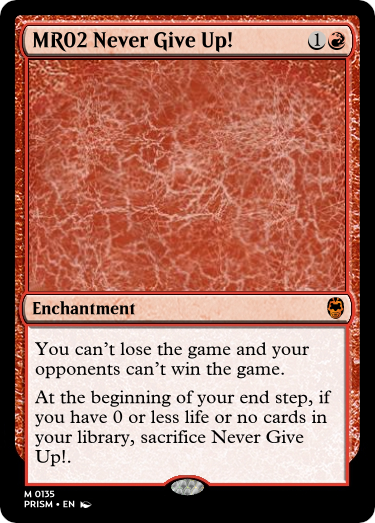 MR02 Never Give Up! 1
Enchantment
You can't lose the game and your
opponents can't win the game.
At the beginning of your end step, if
you have 0 or less life or no cards in
your library, sacrifice Never Give
Up!.
M 0135
PRISM • EN